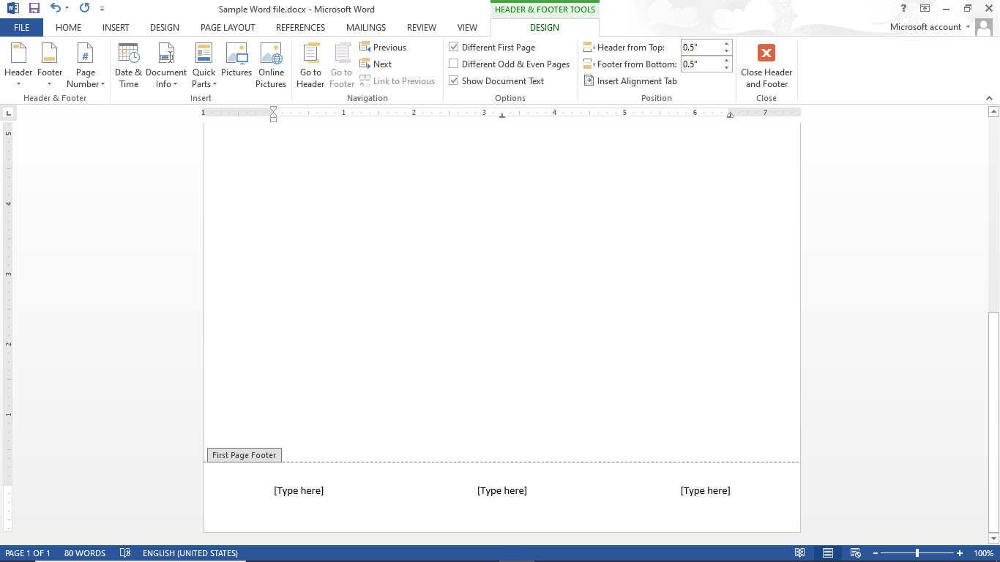 Sample Word file.docx - Microsoft Word
HEADER & FOOTER TOOLS
?
FILE
HOME
INSERT
DESIGN
PAGE LAYOUT
REFERENCES
MAILINGS
REVIEW
VIEW
DESIGN
Microsoft account
Header
Footer
Page
Number
Header & Footer
Date &
Time
Document
Info
Quick
Parts
Pictures
Online
Pictures
Insert
Go to
Header
Go to
Footer
Previous
Next
Link to Previous
Navigation
Different First Page
Different Odd & Even Pages
Show Document Text
Options
Header from Top: 0.5"
Footer from Bottom: 0.5"
Insert Alignment Tab
Position
Close Header
and Footer
Close
1 1 2 3 4 5 6 7
5
4
3
2
1
First Page Footer
[Type here] [Type here] [Type here]
PAGE 1 OF 1 80 WORDS ENGLISH (UNITED STATES) 100%